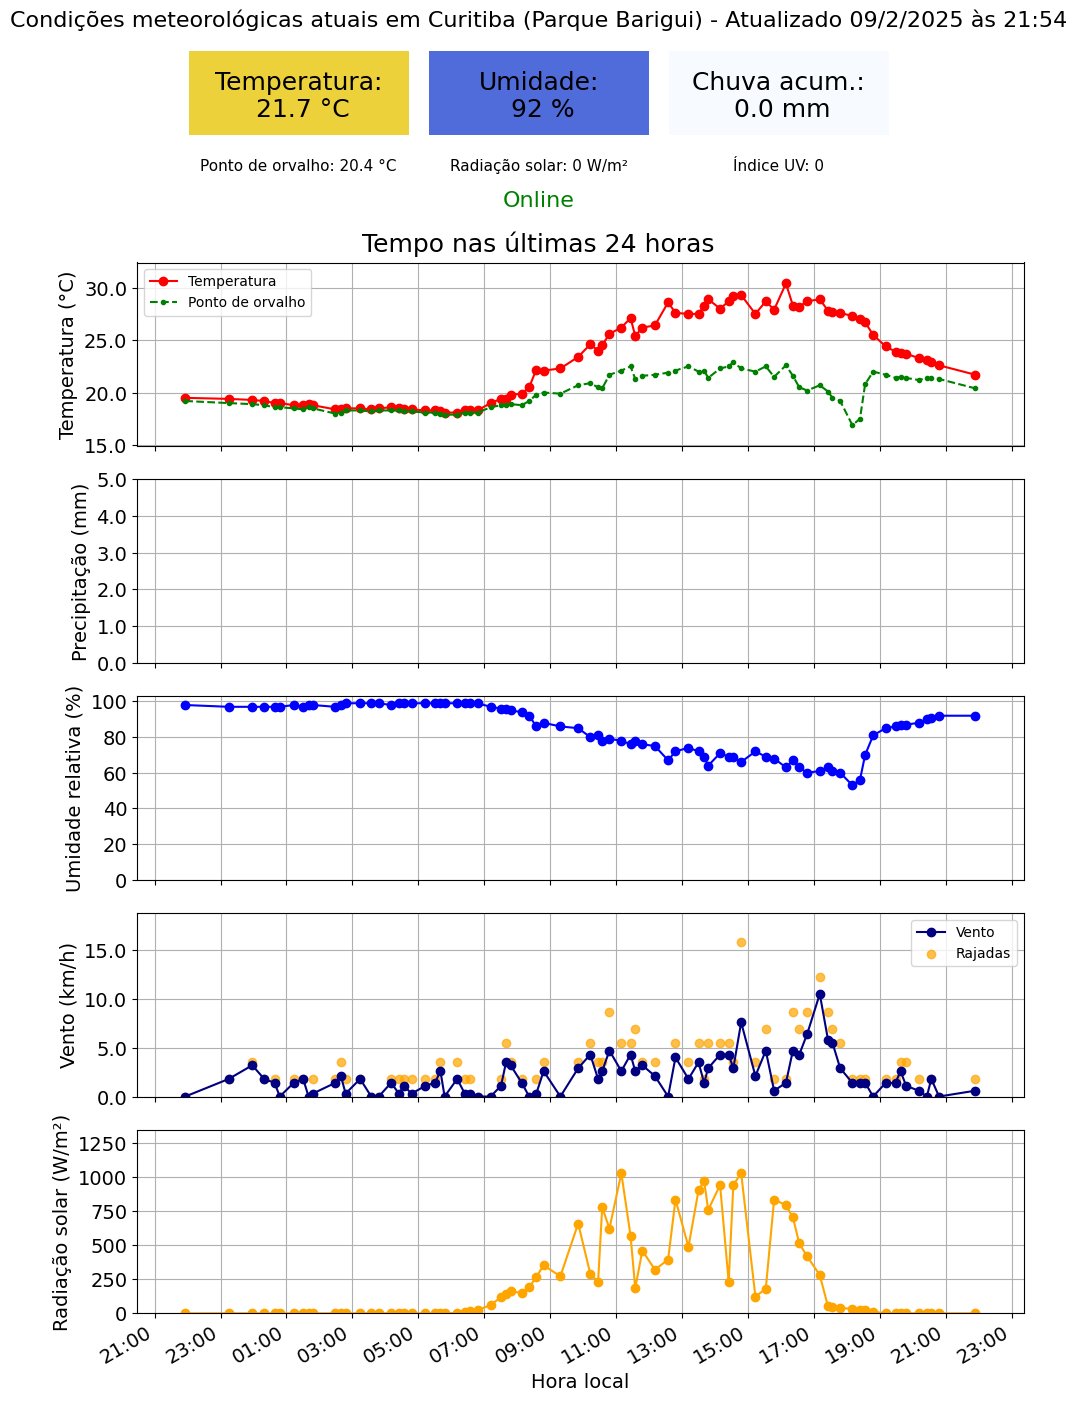 Condições meteorológicas atuais em Curitiba (Parque Barigui) - Atualizado 09/2/2025 às 21:54
Temperatura:
21.7 °C
Umidade:
92 %
Chuva acum.:
0.0 mm
Ponto de orvalho: 20.4 °C
Radiação solar: 0 W/m²
Índice UV: 0
Online
Tempo nas últimas 24 horas
Temperatura (°C)
30.0
25.0
20.0
15.0
Temperatura
Ponto de orvalho
Precipitação (mm)
5.0
4.0
3.0
2.0
1.0
0.0
Umidade relativa (%)
100
80
60
40
20
0
Vento (km/h)
15.0
10.0
5.0
0.0
Vento
Rajadas
Radiação solar (W/m²)
1250
1000
750
500
250
0
21:00
23:00
01:00
03:00
05:00
07:00
09:00
11:00
13:00
15:00
17:00
19:00
21:00
23:00
Hora local